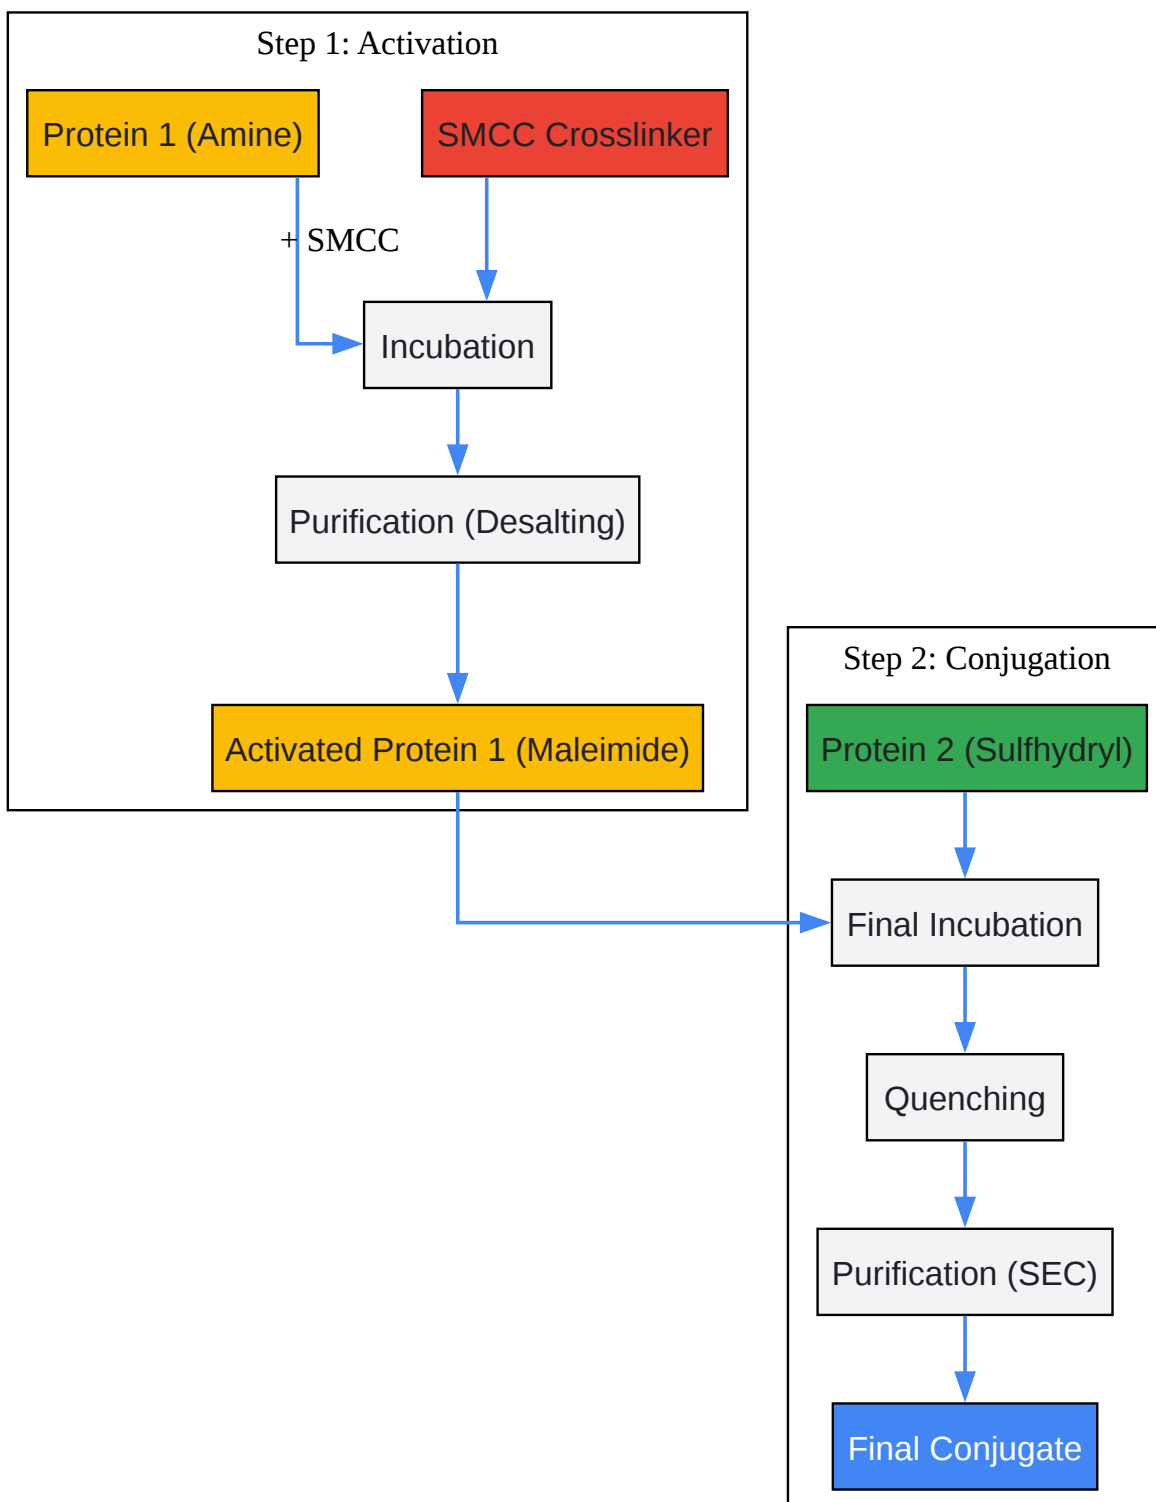 Step 1: Activation
Protein 1 (Amine)
SMCC Crosslinker
+ SMCC
Incubation
Purification (Desalting)
Activated Protein 1 (Maleimide)
Step 2: Conjugation
Protein 2 (Sulfhydryl)
Final Incubation
Quenching
Purification (SEC)
Final Conjugate